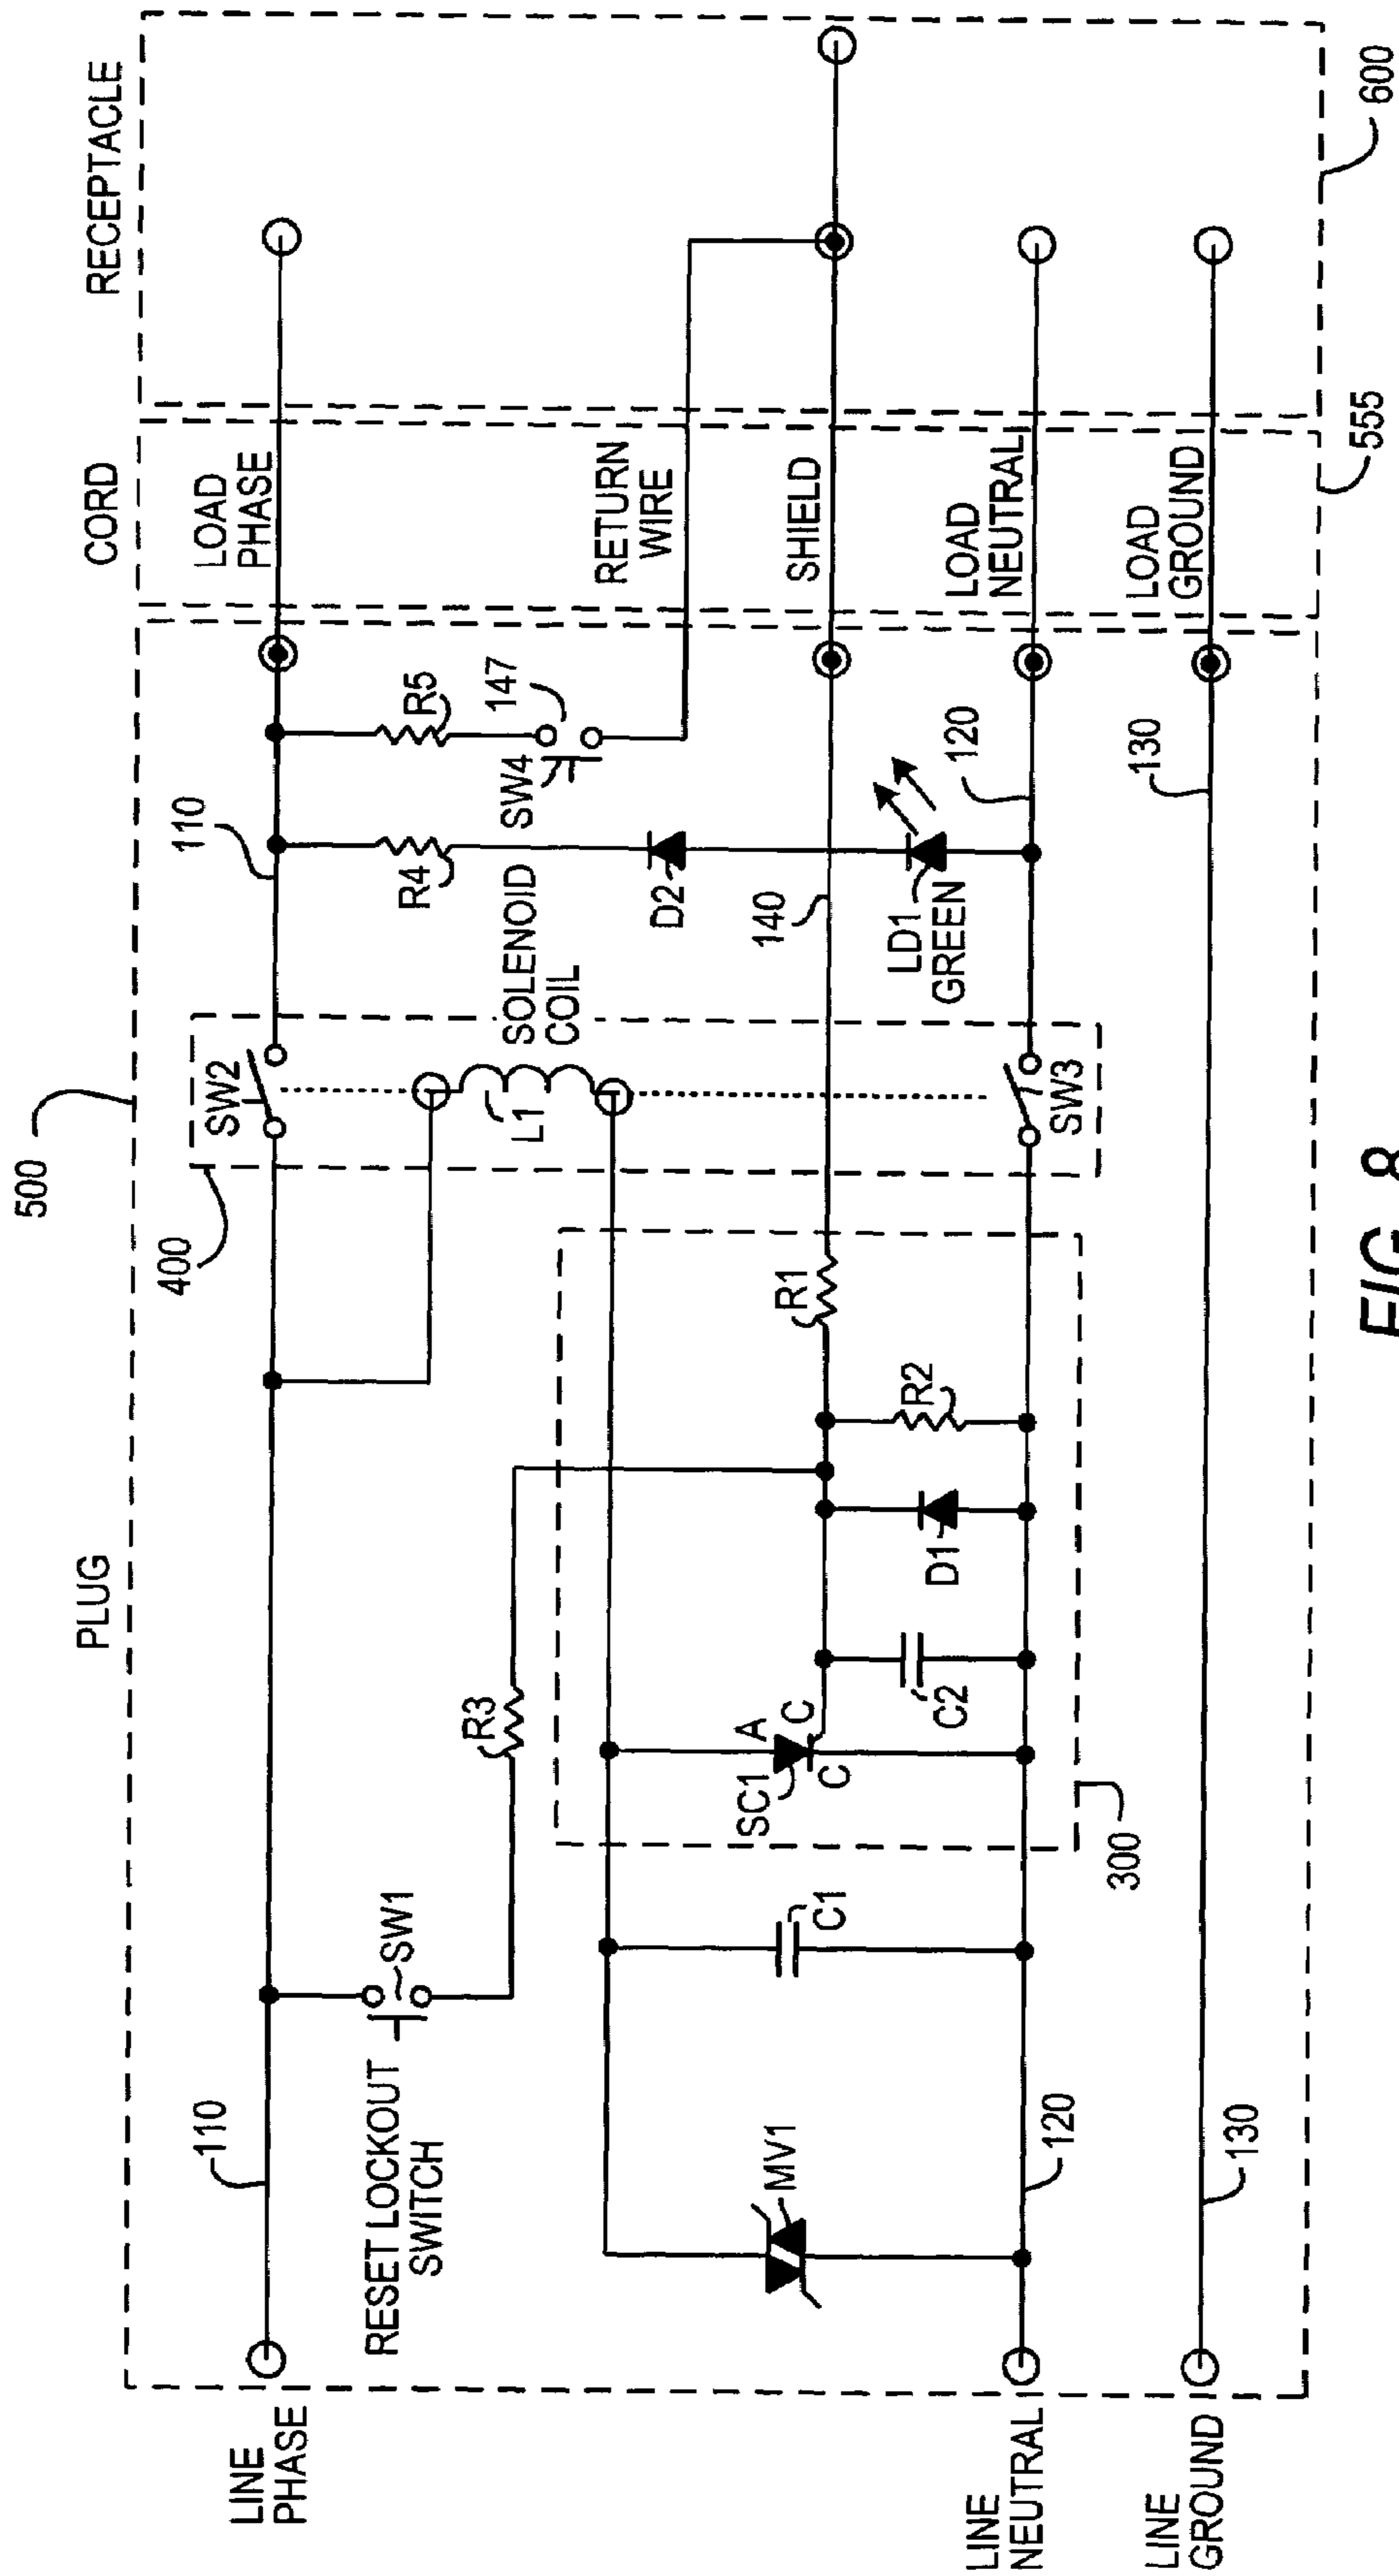 PLUG
CORD
RECEPTACLE
500
LINE
PHASE
110
RESET LOCKOUT
SWITCH
SW1
R3
400
SW2
L1
SOLENOID
COIL
110
R4
R5
SW4
147
LOAD
PHASE
RETURN
WIRE
MV1
C1
SC1
A
C
C
C2
D1
R2
R1
300
SW3
D2
140
LD1
GREEN
SHIELD
LINE
NEUTRAL
120
120
LOAD
NEUTRAL
LINE
GROUND
130
130
LOAD
GROUND
555
600
FIG. 8